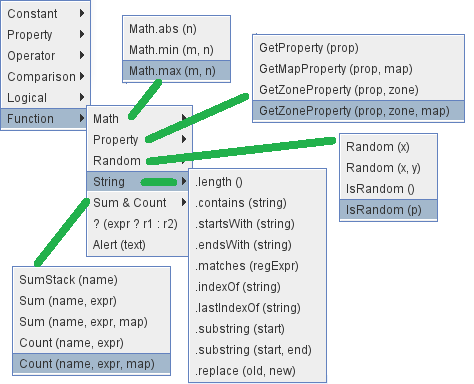 Constant
Property
Operator
Comparison
Logical
Function
Math.abs (n)
Math.min (m, n)
Math.max (m, n)
GetProperty (prop)
GetMapProperty (prop, map)
GetZoneProperty (prop, zone)
GetZoneProperty (prop, zone, map)
Math
Property
Random
String
Sum & Count
? (expr ? r1 : r2)
Alert (text)
Random (x)
Random (x, y)
IsRandom ()
IsRandom (p)
.length ()
.contains (string)
.startsWith (string)
.endsWith (string)
.matches (regExpr)
.indexOf (string)
.lastIndexOf (string)
.substring (start)
.substring (start, end)
.replace (old, new)
SumStack (name)
Sum (name, expr)
Sum (name, expr, map)
Count (name, expr)
Count (name, expr, map)